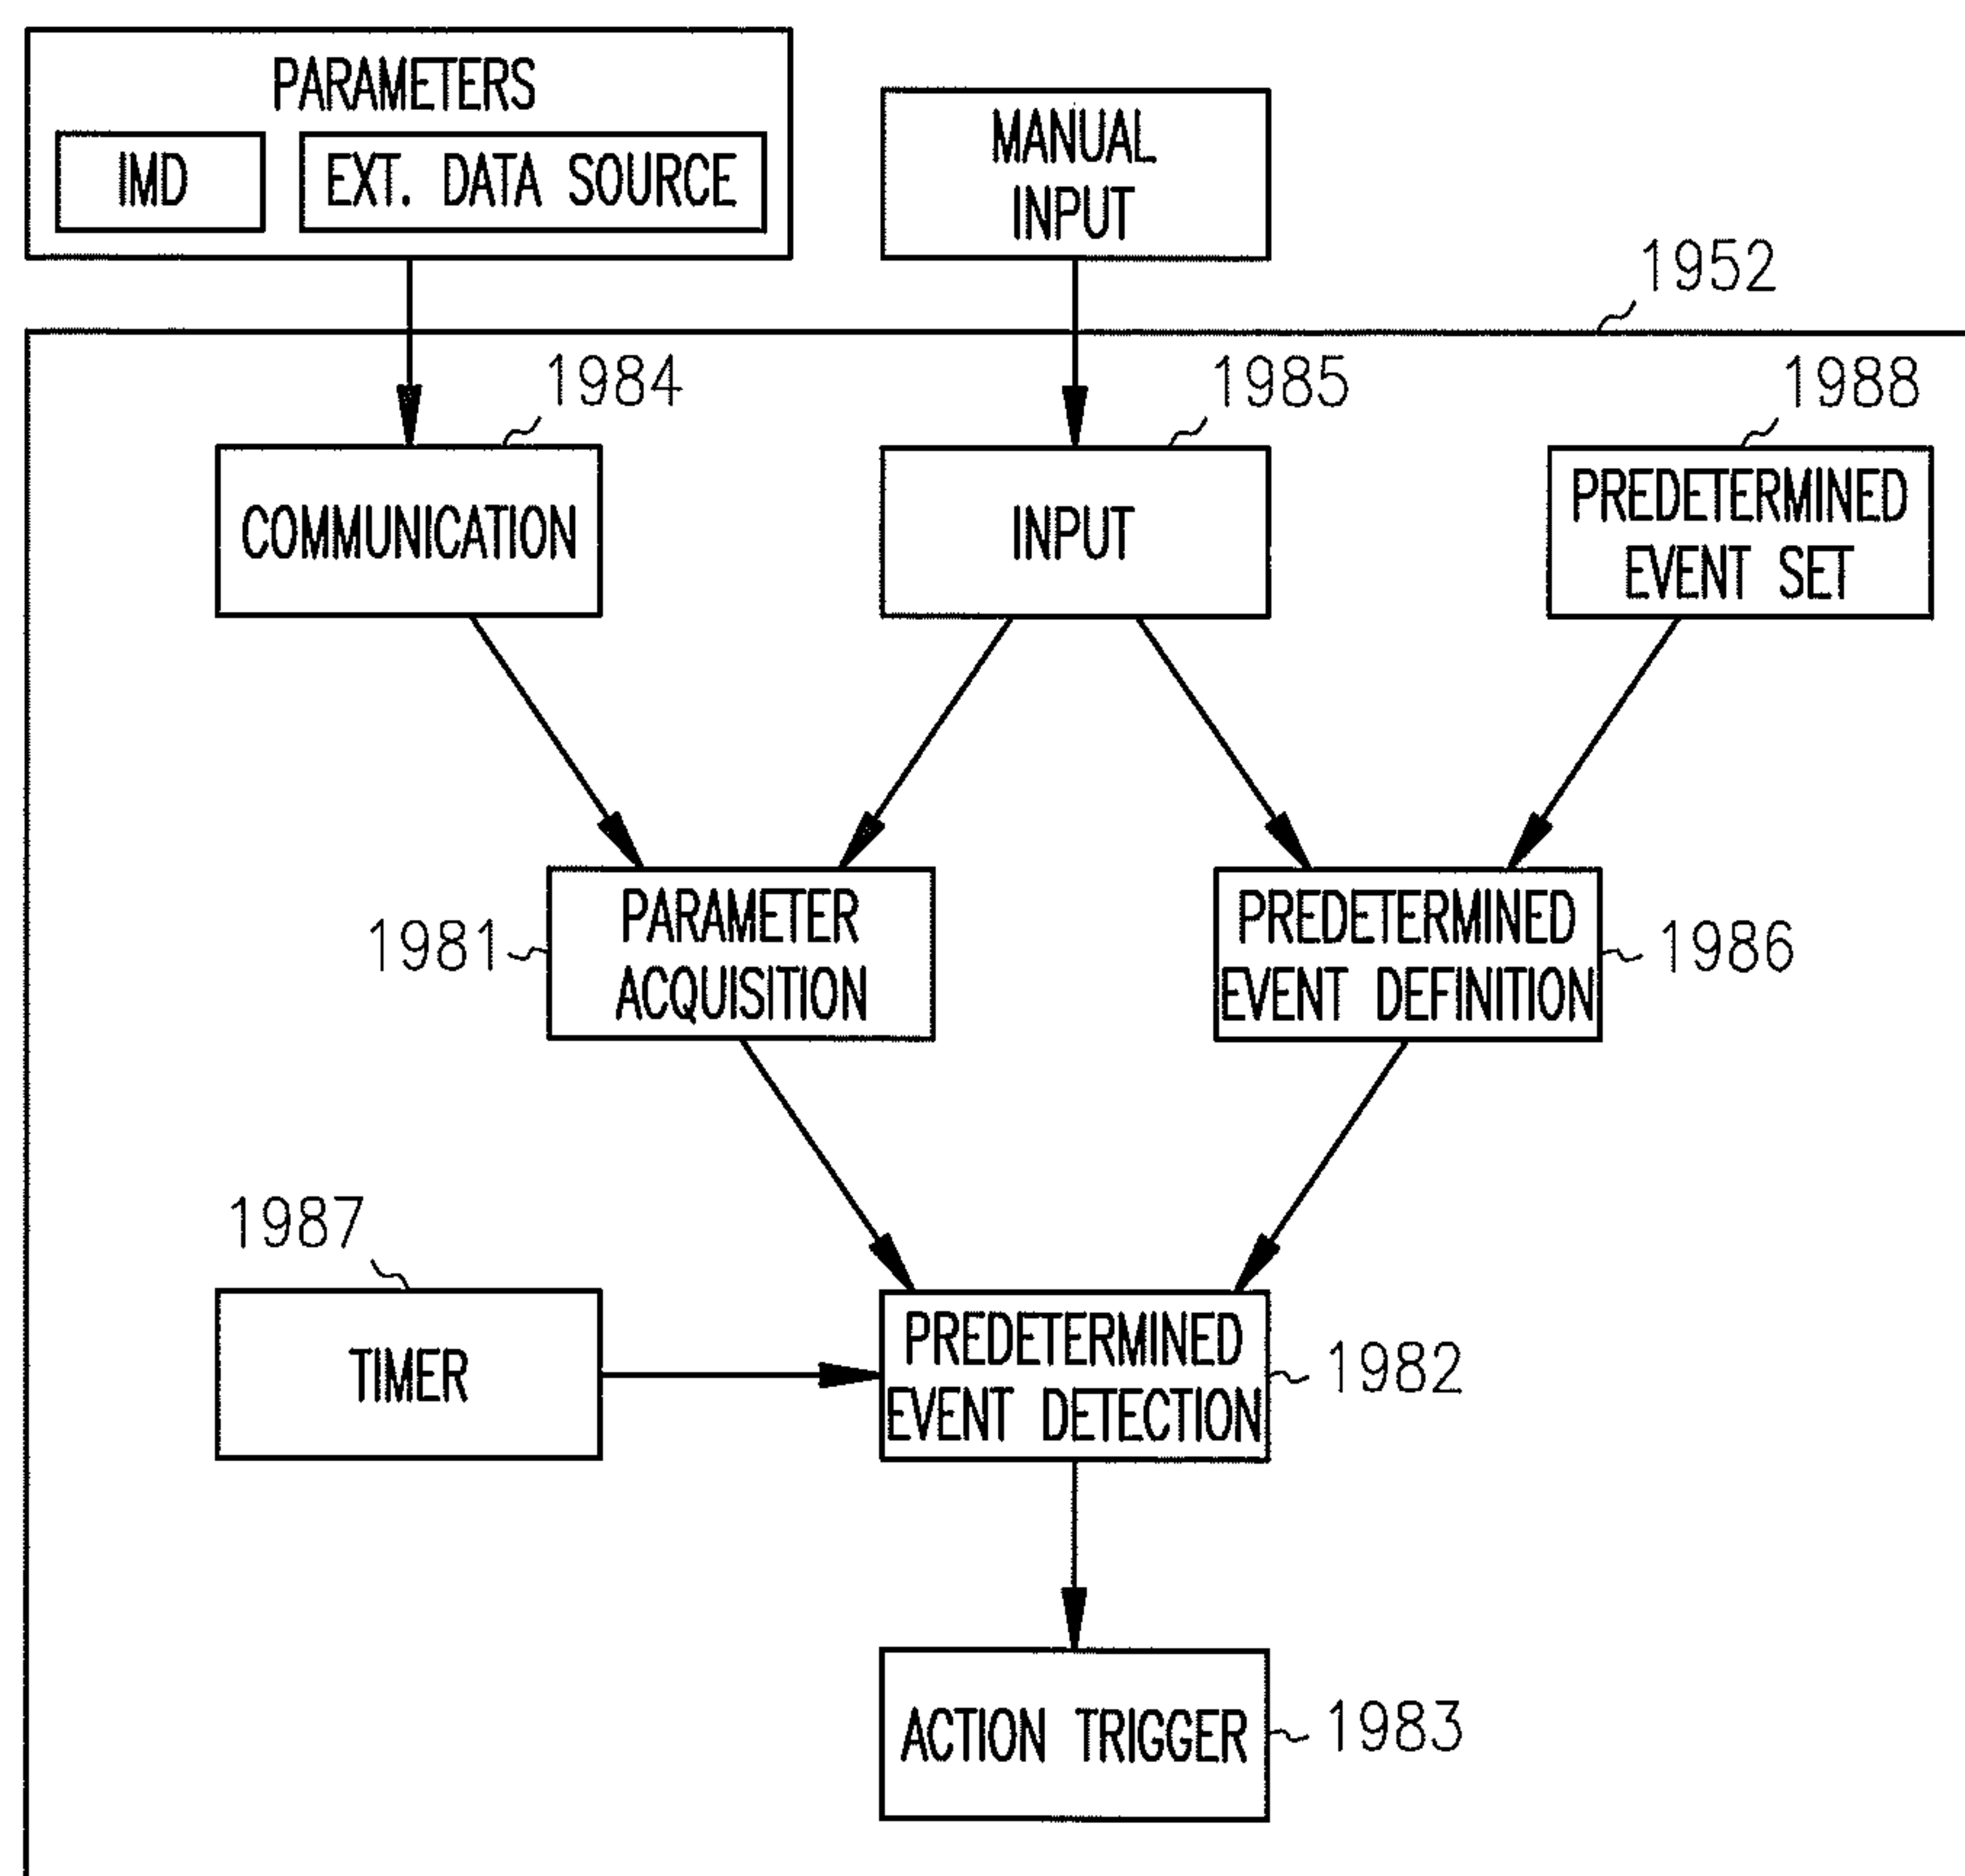 PARAMETERS
IMD
EXT. DATA SOURCE
MANUAL
INPUT
1952
1984
1985
1988
COMMUNICATION
INPUT
PREDETERMINED
EVENT SET
1981
PARAMETER
ACQUISITION
PREDETERMINED
EVENT DEFINITION
1986
1987
TIMER
PREDETERMINED
EVENT DETECTION
1982
ACTION TRIGGER
1983